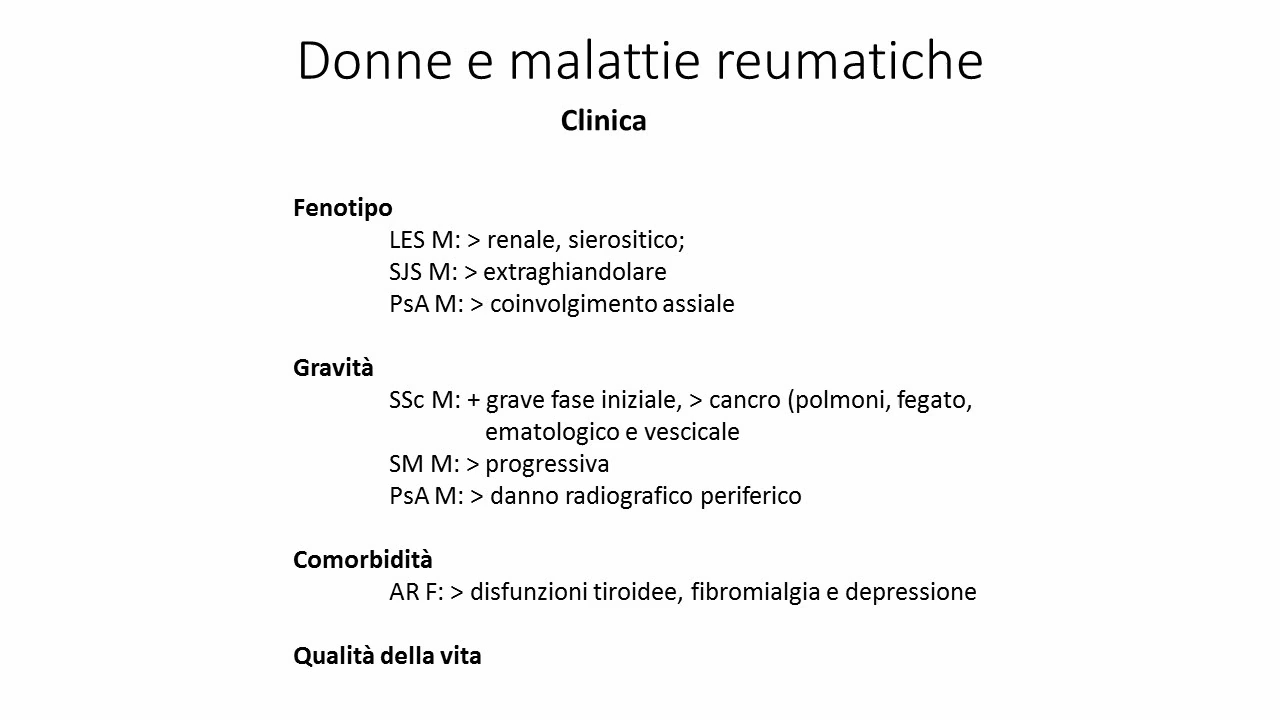 Donne e malattie reumatiche
Clinica
Fenotipo
LES M: > renale, sierositico;
SJS M: > extraghiandolare
PsA M: > coinvolgimento assiale
Gravità
SSc M: + grave fase iniziale, > cancro (polmoni, fegato,
ematologico e vescicale
SM M: > progressiva
PsA M: > danno radiografico periferico
Comorbidità
AR F: > disfunzioni tiroidee, fibromialgia e depressione
Qualità della vita